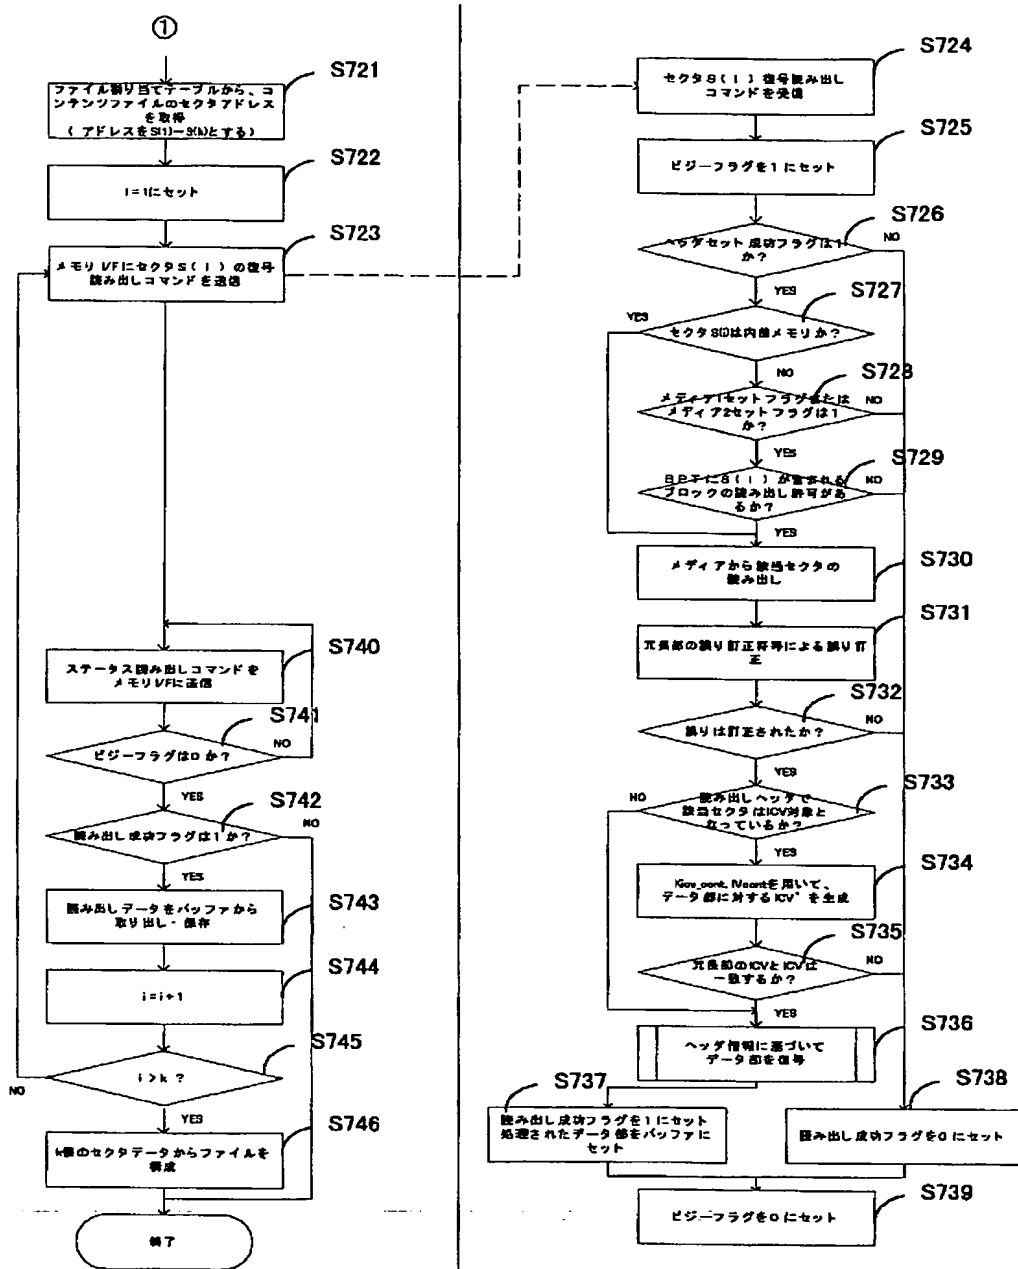 ①
S721
ファイル割り当てテーブルから、コ
ンテンツファイルのセクタアドレス
を取得
(アドレスをS(1)~S(k)とする)
S722
i=1にセット
S723
メモリI/FにセクタS(i)の復号
読み出しコマンドを送信
S740
ステータス読み出しコマンドを
メモリI/Fに送信
S741
ビジーフラグは0か?
NO
YES
S742
読み出し成功フラグは1か?
NO
YES
S743
読み出しデータをバッファから
取り出し・保存
S744
i=i+1
S745
i>k ?
NO
YES
S746
k個のセクタデータからファイルを
構成
終了
S724
セクタS(i)復号読み出し
コマンドを受信
S725
ビジーフラグを1にセット
S726
ヘッダセット成功フラグは1
か?
NO
YES
S727
セクタS(i)は内部メモリか?
YES
NO
S728
メディア1セットフラグまたは
メディア2セットフラグは1
か?
NO
YES
S729
BPTにS(i)が含まれる
ブロックの読み出し許可があ
るか?
NO
YES
S730
メディアから該当セクタの
読み出し
S731
冗長部の誤り訂正符号による誤り訂
正
S732
誤りは訂正されたか?
NO
YES
S733
読み出しヘッダで
該当セクタはICV対象と
なっているか?
NO
YES
S734
Kicv_cont,IVcontを用いて、
データ部に対するICV'を生成
S735
冗長部のICVとICV'は
一致するか?
NO
YES
S736
ヘッダ情報に基づいて
データ部を復号
S737
読み出し成功フラグを1にセット
処理されたデータ部をバッファに
セット
S738
読み出し成功フラグを0にセット
S739
ビジーフラグを0にセット